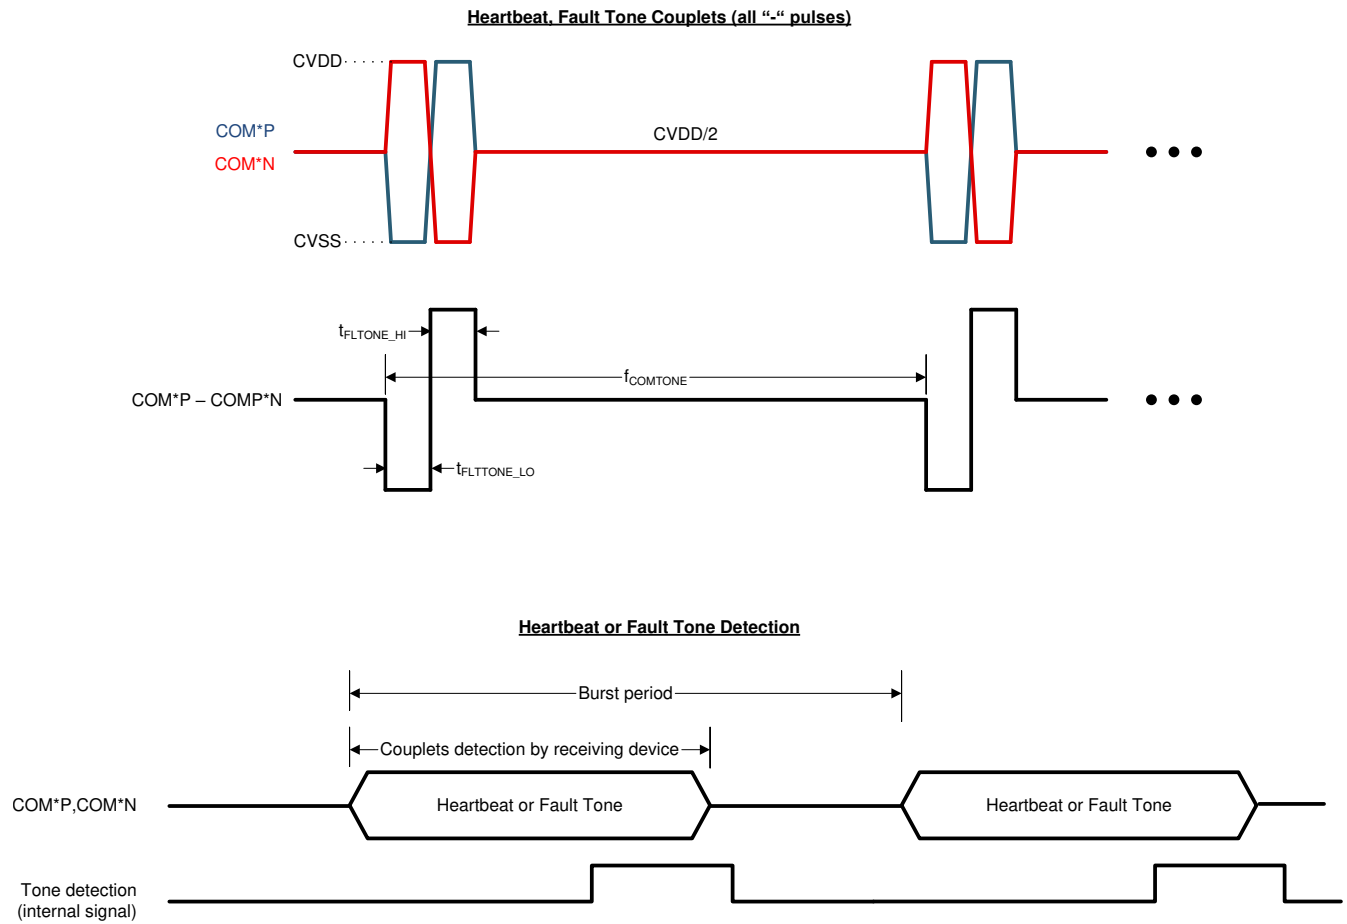 Heartbeat, Fault Tone Couplets (all “-“ pulses)
CVDD
COM*P
COM*N
CVDD/2
CVSS
tFLTONE_HI
fCOMTONE
COM*P – COMP*N
tFLTTONE_LO
Heartbeat or Fault Tone Detection
Burst period
Couplets detection by receiving device
COM*P,COM*N
Heartbeat or Fault Tone
Heartbeat or Fault Tone
Tone detection
(internal signal)